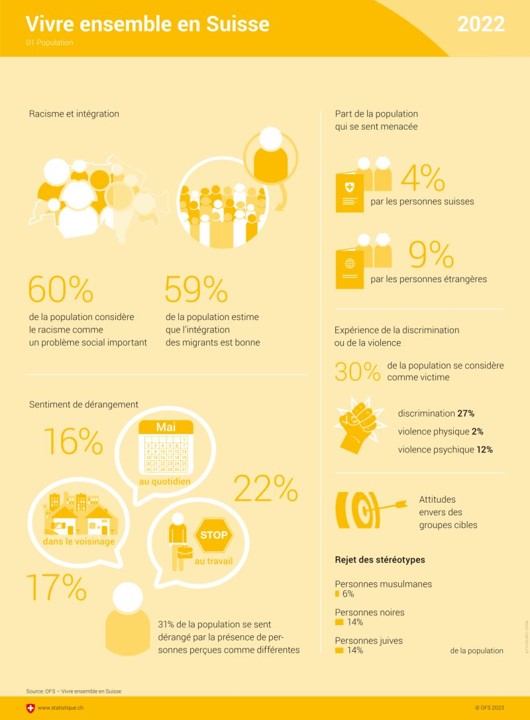 Vivre ensemble en Suisse
2022
01 Population
Racisme et intégration
60%
de la population considère
le racisme comme
un problème social important
59%
de la population estime
que l'intégration
des migrants est bonne
Sentiment de dérangement
16%
Mai
au quotidien
22%
dans le voisinage
STOP
au travail
17%
31% de la population se sent
dérangé par la présence de per-
sonnes perçues comme différentes
Part de la population
qui se sent menacée
4%
par les personnes suisses
9%
par les personnes étrangères
Expérience de la discrimination
ou de la violence
30%
de la population se considère
comme victime
discrimination 27%
violence physique 2%
violence psychique 12%
Attitudes
envers des
groupes cibles
Rejet des stéréotypes
Personnes musulmanes
6%
Personnes noires
14%
Personnes juives
14%
de la population
Source: OFS – Vivre ensemble en Suisse
www.statistique.ch
© OFS 2023